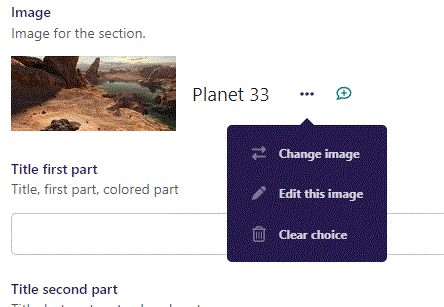 Image
Image for the section.
Planet 33
Change image
Edit this image
Clear choice
Title first part
Title, first part, colored part
Title second part